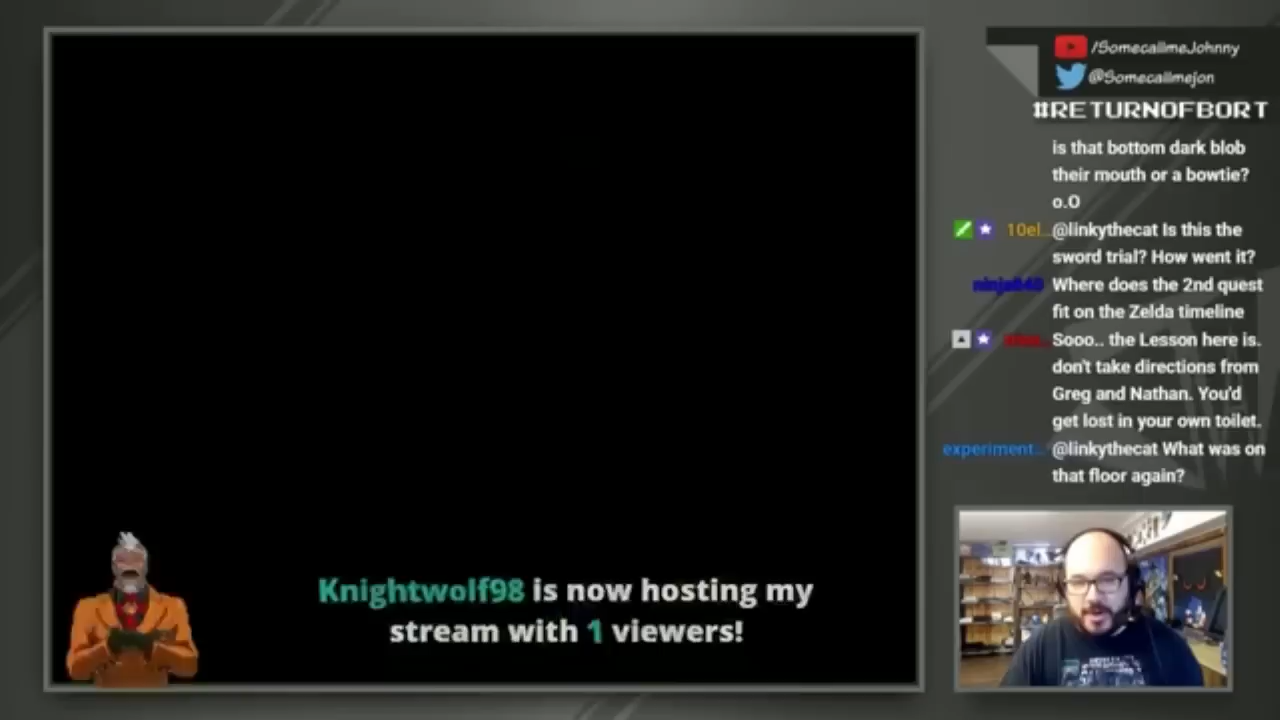 /SomecallmeJohnny
@Somecallmejon
#RETURNOFBORT
is that bottom dark blob
their mouth or a bowtie?
o.O
10el.. @linkythecat Is this the
sword trial? How went it?
Where does the 2nd quest
fit on the Zelda timeline
Sooo.. the Lesson here is.
don't take directions from
Greg and Nathan. You'd
get lost in your own toilet.
experiment.. @linkythecat What was on
that floor again?
Knightwolf98 is now hosting my
stream with 1 viewers!